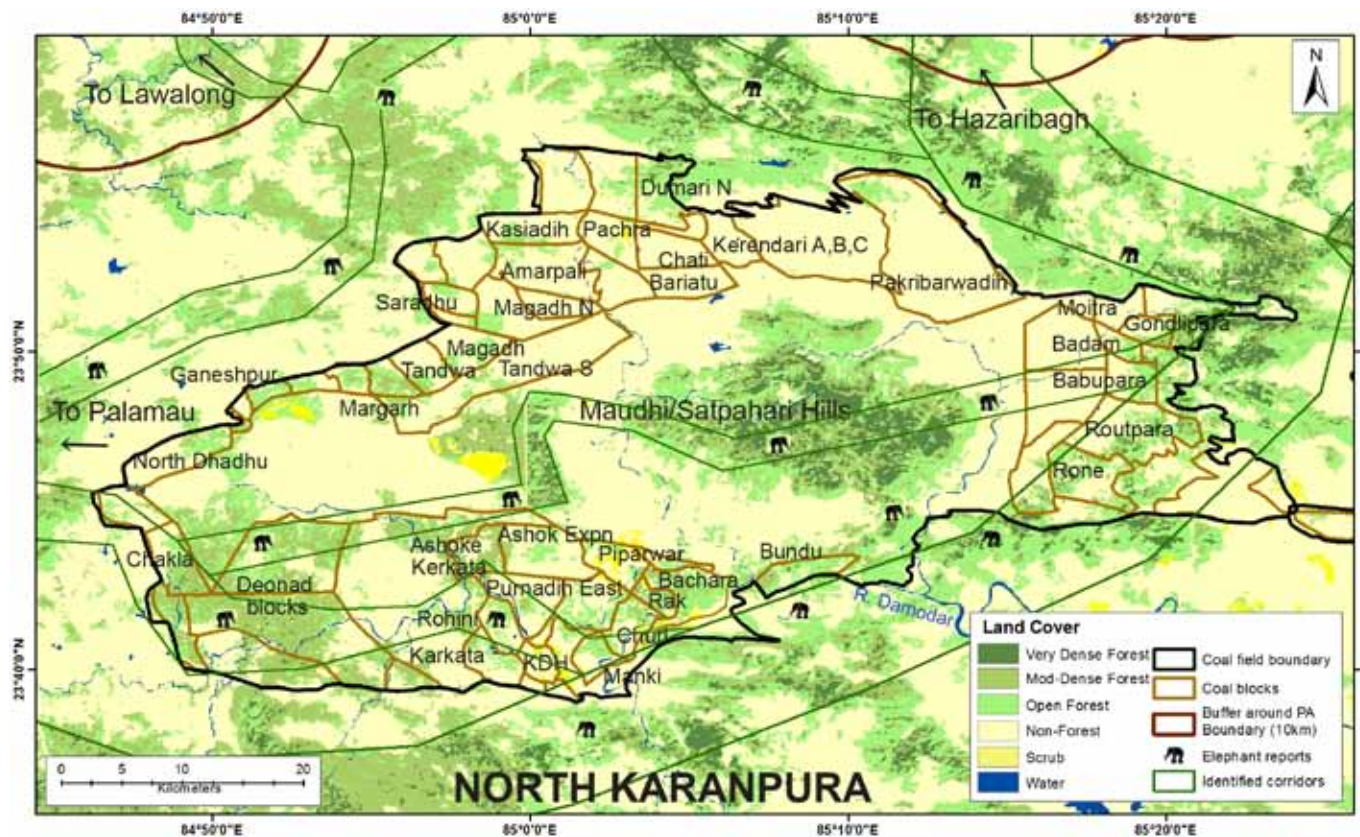 84°50'0"E
85°0'0"E
85°10'0"E
85°20'0"E
N
To Lawalong
To Hazaribagh
Dumari N
Kasiadih
Pachra
Kerendari A,B,C
Chati
Bariatu
Amarpali
Pakribarwadih
Saradhu
Magadh N
Moitra
Gondlipara
23°50'0"N
Magadh
Badam
Tandwa
Tandwa S
Ganeshpur
Babupara
Margarh
To Palamau
Maudhi/Satpahari Hills
Routpara
North Dhadhu
Rone
Ashok Expn
Ashoke
Kerkata
Piparwar
Bundu
Chakla
Deonad
blocks
Purnadih East
Bachara
Rak
R. Damodar
Rohini
Churi
Karkata
KDH
Manki
23°40'0"N
Land Cover
Very Dense Forest
Mod-Dense Forest
Open Forest
Non-Forest
Scrub
Water
Coal field boundary
Coal blocks
Buffer around PA
Boundary (10km)
Elephant reports
Identified corridors
0 5 10 20
Kilometers
NORTH KARANPURA
84°50'0"E
85°0'0"E
85°10'0"E
85°20'0"E